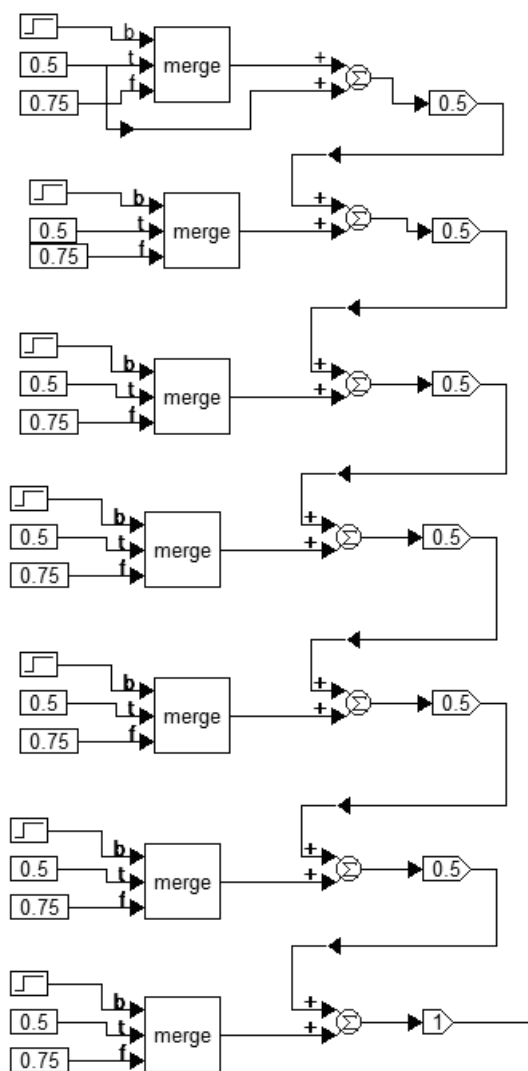 b
0.5 t merge + Σ
0.75 f + 0.5
b + Σ
0.5 t merge + 0.5
0.75 f
b +
0.5 t merge + Σ 0.5
0.75 f
b +
0.5 t merge + Σ 0.5
0.75 f
b +
0.5 t merge + Σ 0.5
0.75 f
b +
0.5 t merge + Σ 0.5
0.75 f
b +
0.5 t merge + Σ 1
0.75 f